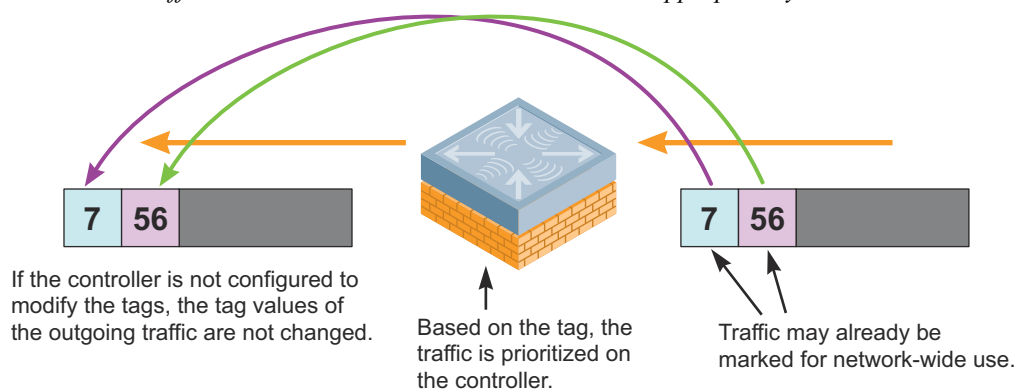 7 56
7 56
If the controller is not configured to
modify the tags, the tag values of
the outgoing traffic are not changed.
Based on the tag, the
traffic is prioritized on
the controller.
Traffic may already be
marked for network-wide use.